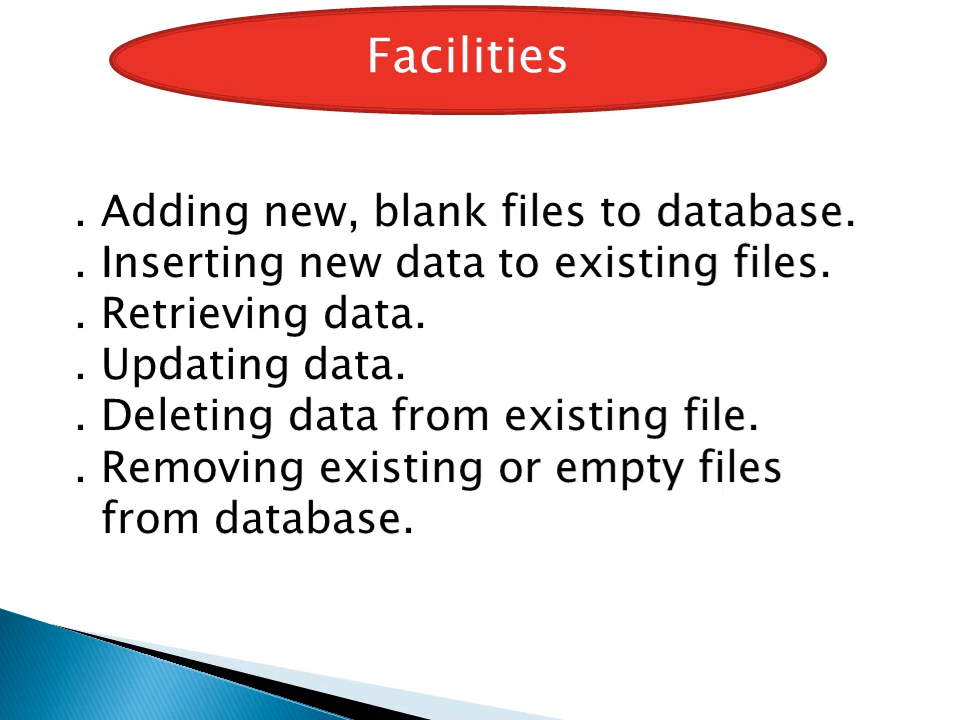 Facilities
. Adding new, blank files to database.
. Inserting new data to existing files.
. Retrieving data.
. Updating data.
. Deleting data from existing file.
. Removing existing or empty files
from database.